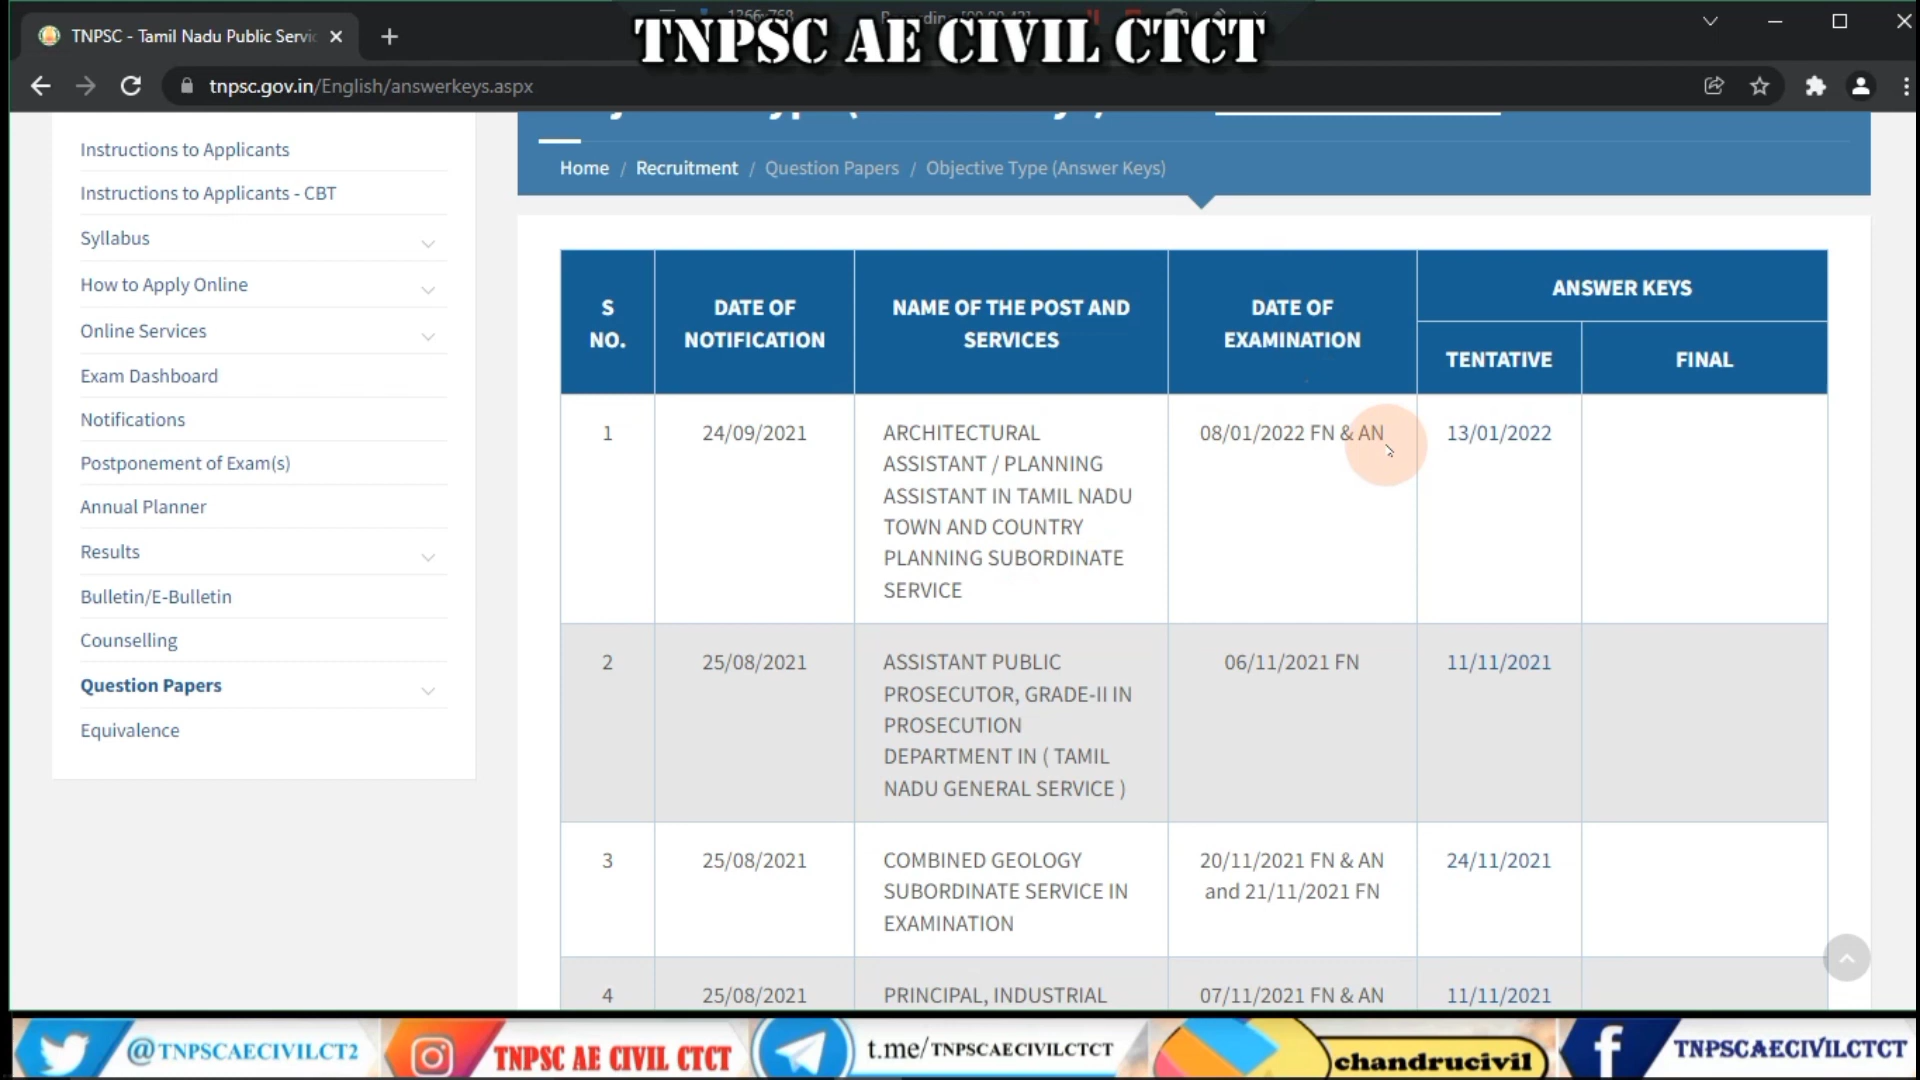 TNPSC AE CIVIL CTCT
TNPSC - Tamil Nadu Public Servic
tnpsc.gov.in/English/answerkeys.aspx
Instructions to Applicants
Instructions to Applicants - CBT
Syllabus
How to Apply Online
Online Services
Exam Dashboard
Notifications
Postponement of Exam(s)
Annual Planner
Results
Bulletin/E-Bulletin
Counselling
Question Papers
Equivalence
Home / Recruitment / Question Papers / Objective Type (Answer Keys)
S NO.
DATE OF NOTIFICATION
NAME OF THE POST AND SERVICES
DATE OF EXAMINATION
ANSWER KEYS
TENTATIVE
FINAL
1
24/09/2021
ARCHITECTURAL
ASSISTANT / PLANNING
ASSISTANT IN TAMIL NADU
TOWN AND COUNTRY
PLANNING SUBORDINATE
SERVICE
08/01/2022 FN & AN
13/01/2022
2
25/08/2021
ASSISTANT PUBLIC
PROSECUTOR, GRADE-II IN
PROSECUTION
DEPARTMENT IN ( TAMIL
NADU GENERAL SERVICE )
06/11/2021 FN
11/11/2021
3
25/08/2021
COMBINED GEOLOGY
SUBORDINATE SERVICE IN
EXAMINATION
20/11/2021 FN & AN
and 21/11/2021 FN
24/11/2021
4
25/08/2021
PRINCIPAL, INDUSTRIAL
07/11/2021 FN & AN
11/11/2021
@TNPSCAECIVILCT2
TNPSC AE CIVIL CTCT
t.me/TNPSCAECIVILCTCT
chandrucivil
TNPSCAECIVILCTCT